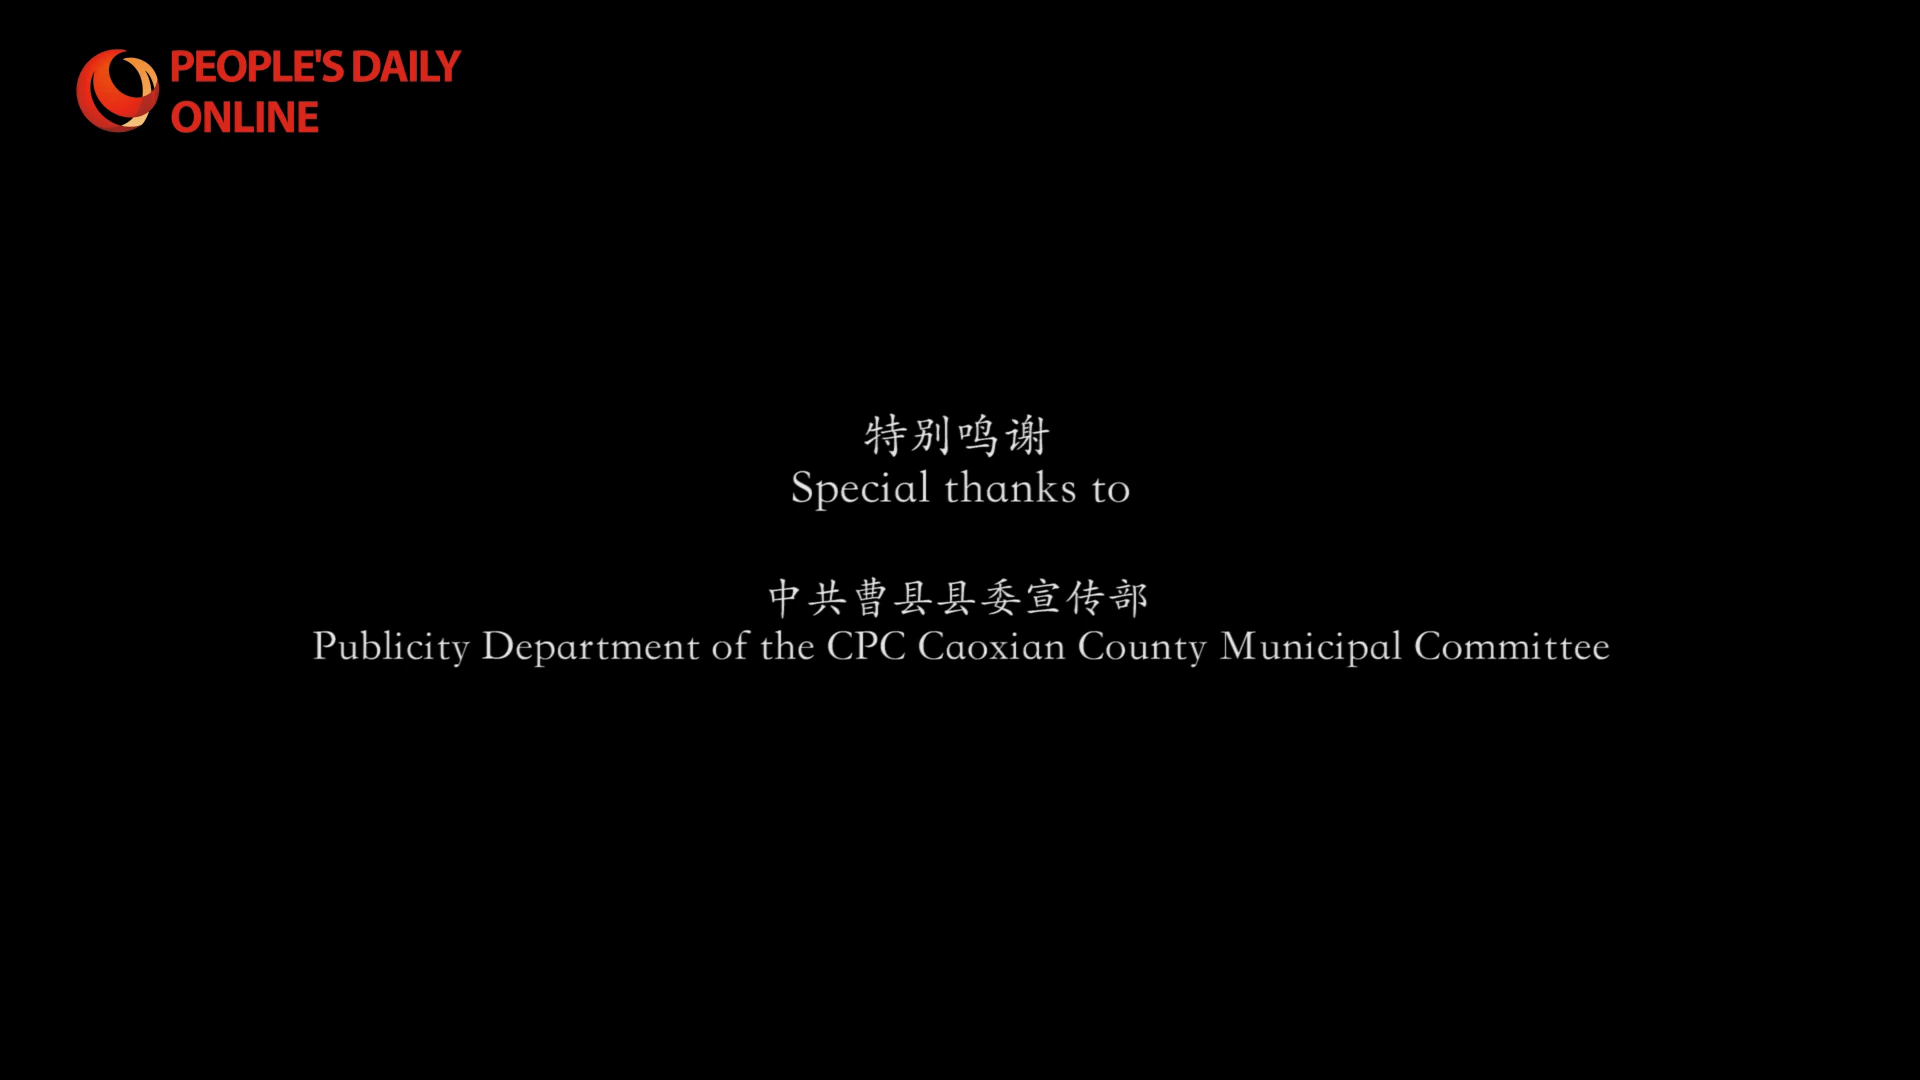 PEOPLE'S DAILY
ONLINE
特别鸣谢
Special thanks to
中共曹县县委宣传部
Publicity Department of the CPC Caoxian County Municipal Committee